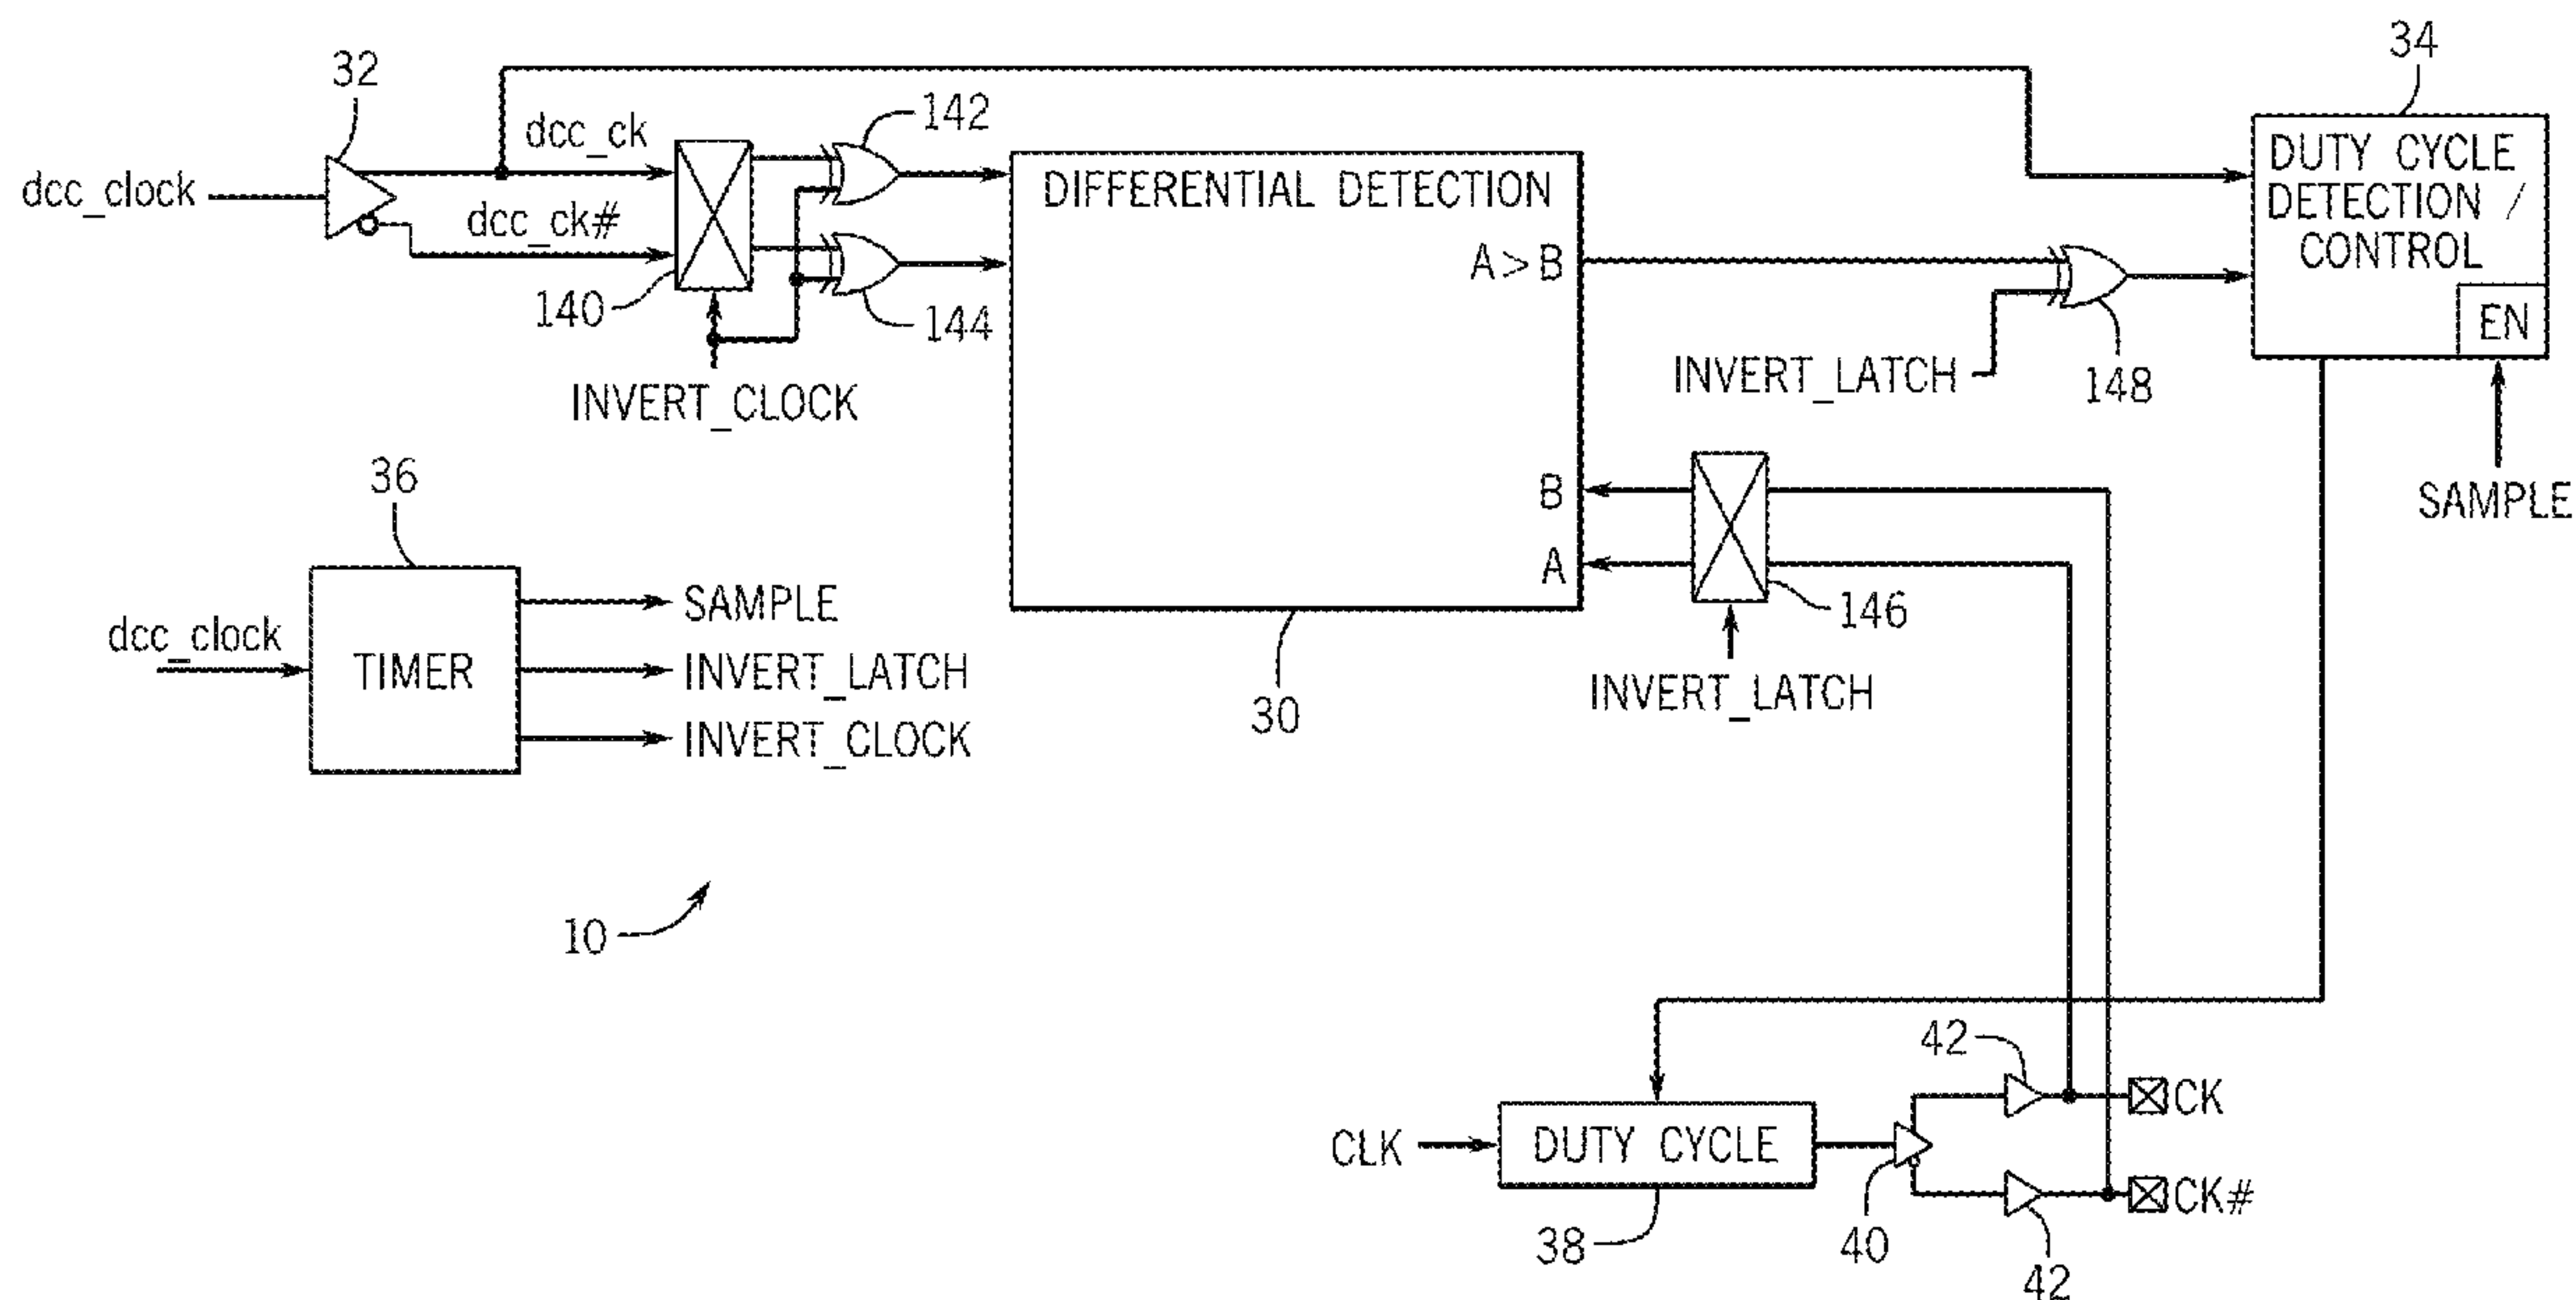 34
32
142
dcc_ck
DUTY CYCLE
DETECTION /
CONTROL
EN
dcc_clock
DIFFERENTIAL DETECTION
dcc_ck#
A>B
140
144
INVERT_CLOCK
INVERT_LATCH
148
SAMPLE
36
B
A
146
INVERT_LATCH
30
dcc_clock
TIMER
SAMPLE
INVERT_LATCH
INVERT_CLOCK
10
42
CK
CLK
DUTY CYCLE
CK#
38
40
42